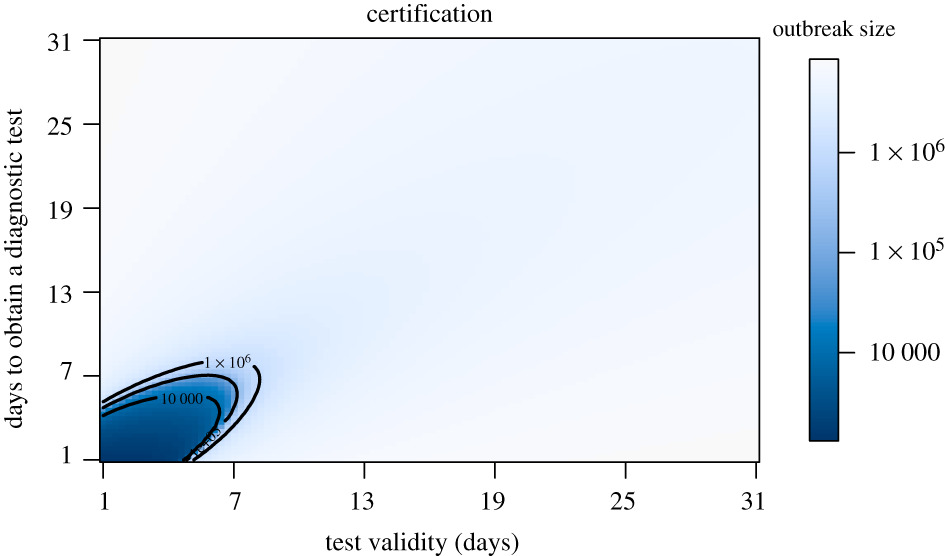 certification
outbreak size
days to obtain a diagnostic test
31
25
19
13
7
1
1 × 10⁶
10 000
1 × 10⁶
1 × 10⁵
10 000
1 7 13 19 25 31
test validity (days)